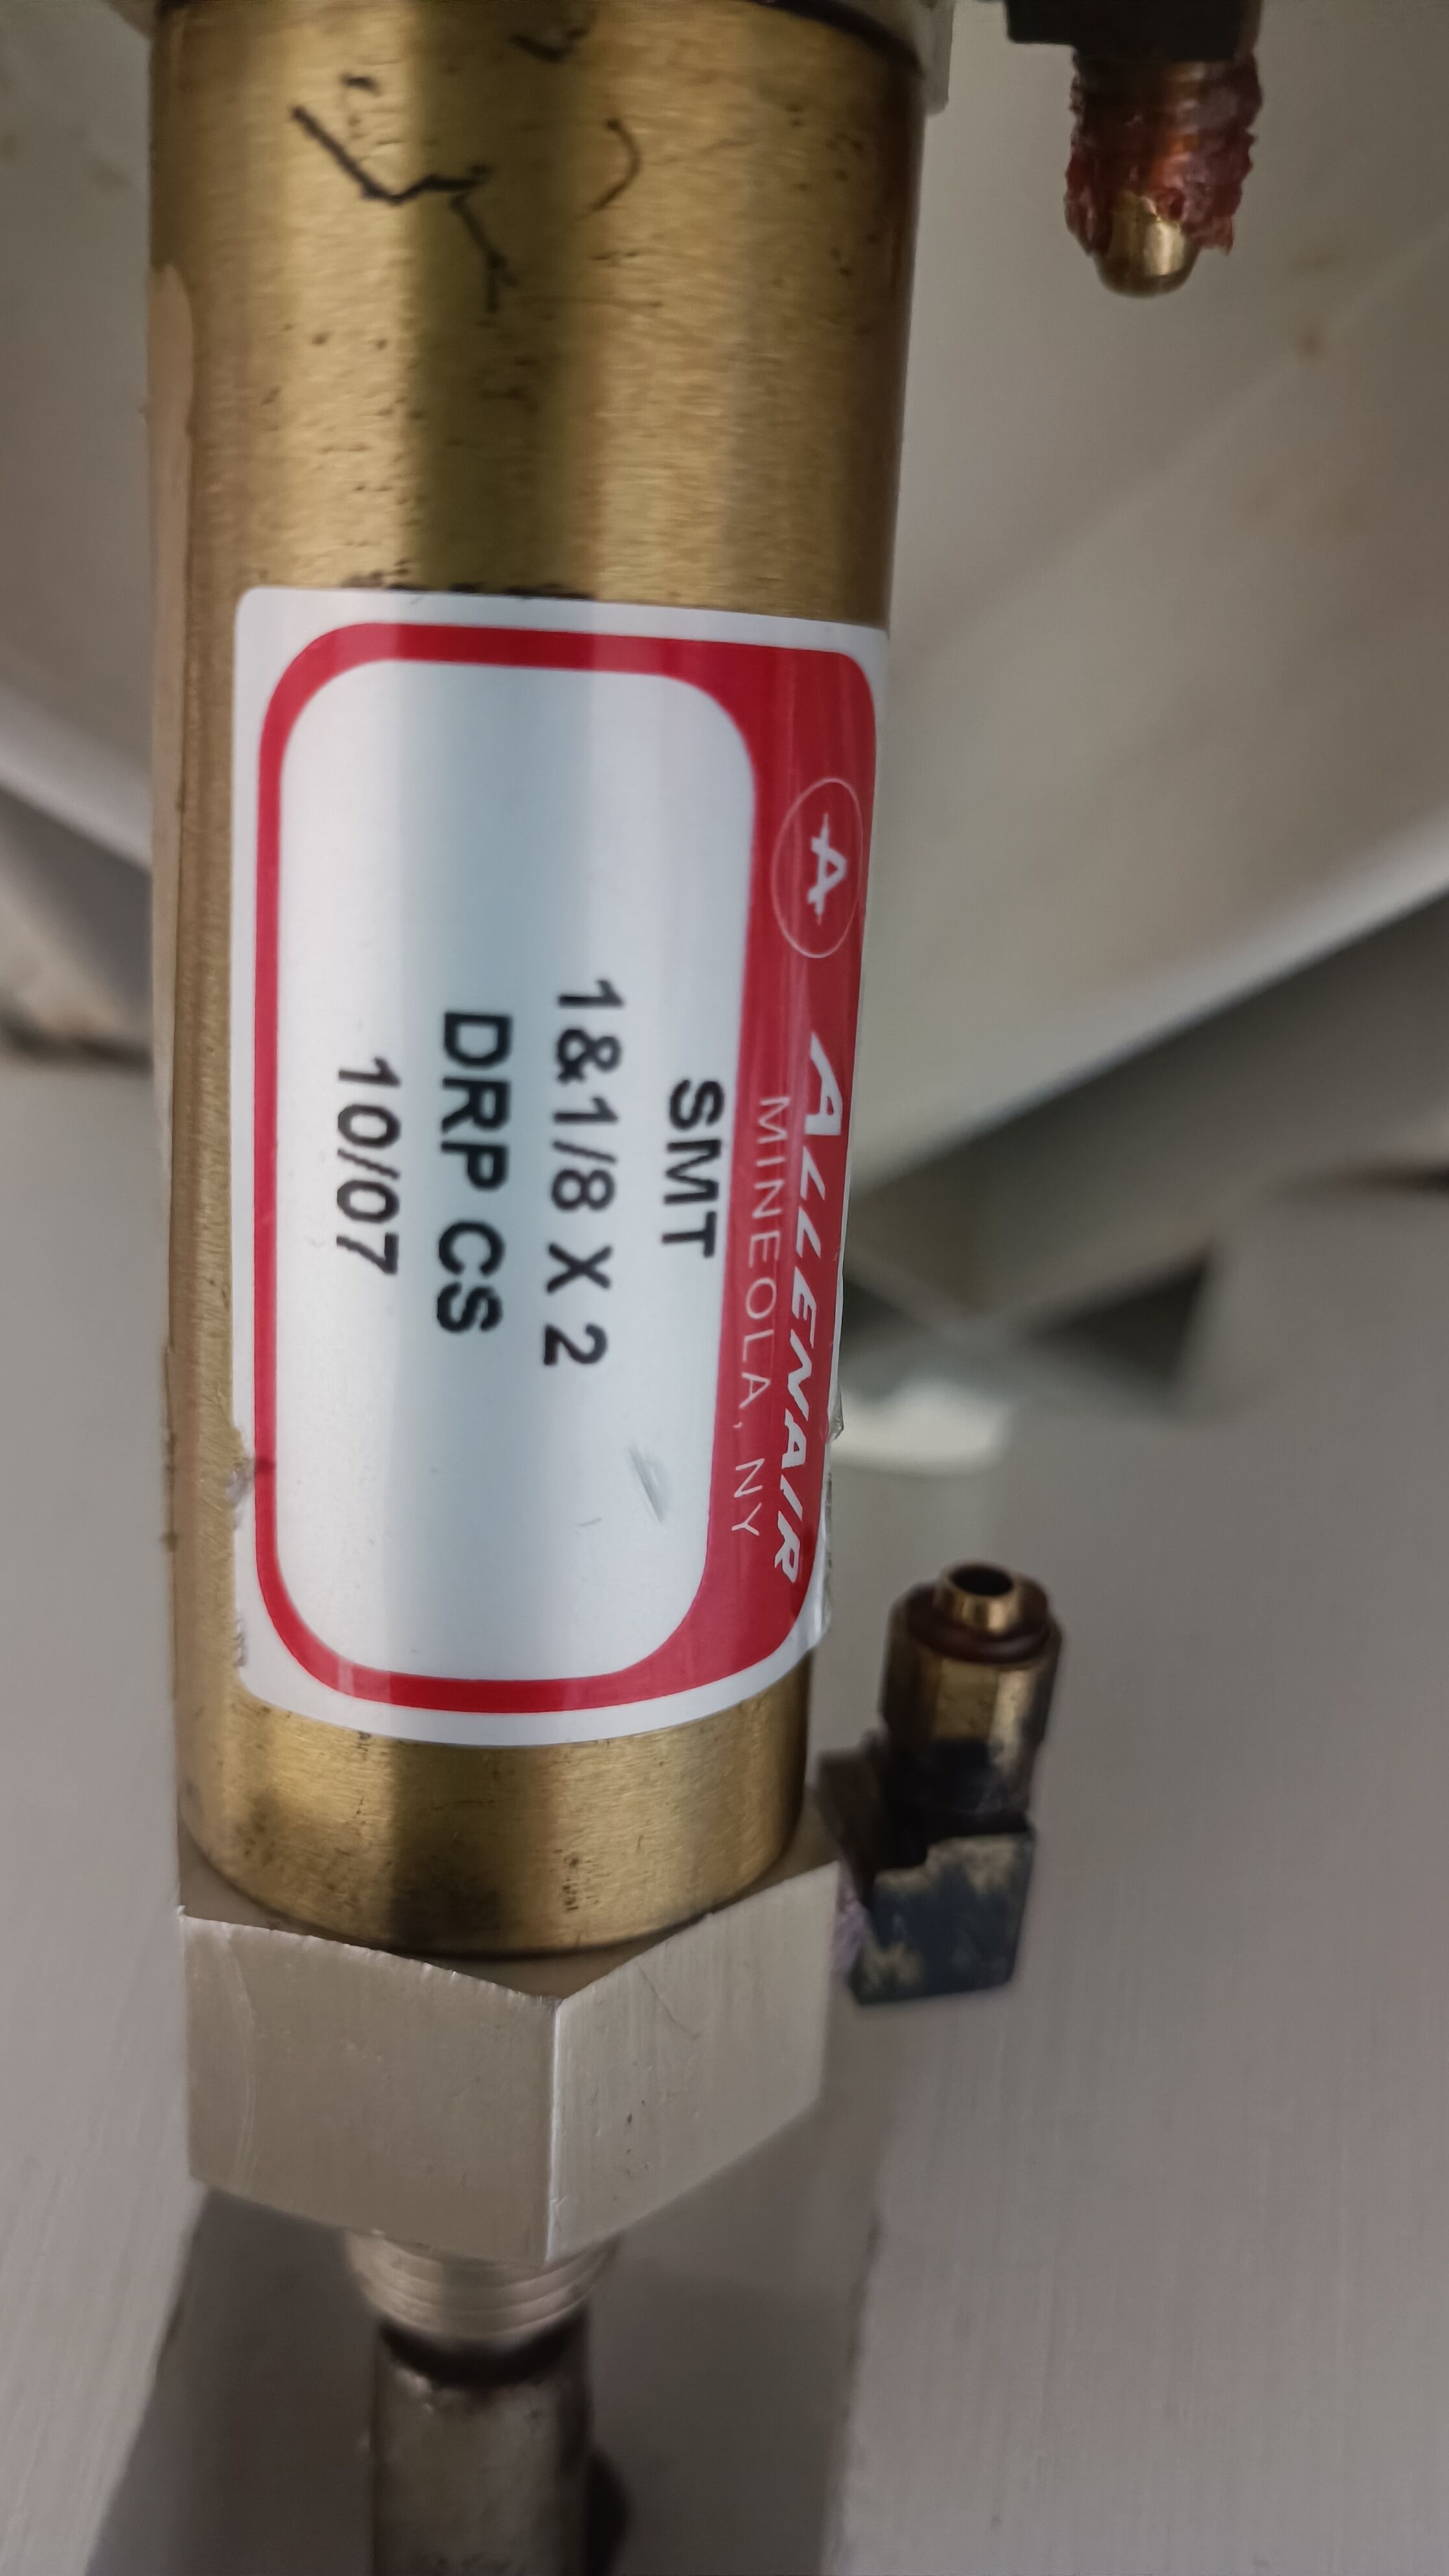 A
ALLENAIR
MINEOLA, NY
SMT
1&1/8 X 2
DRP CS
10/07